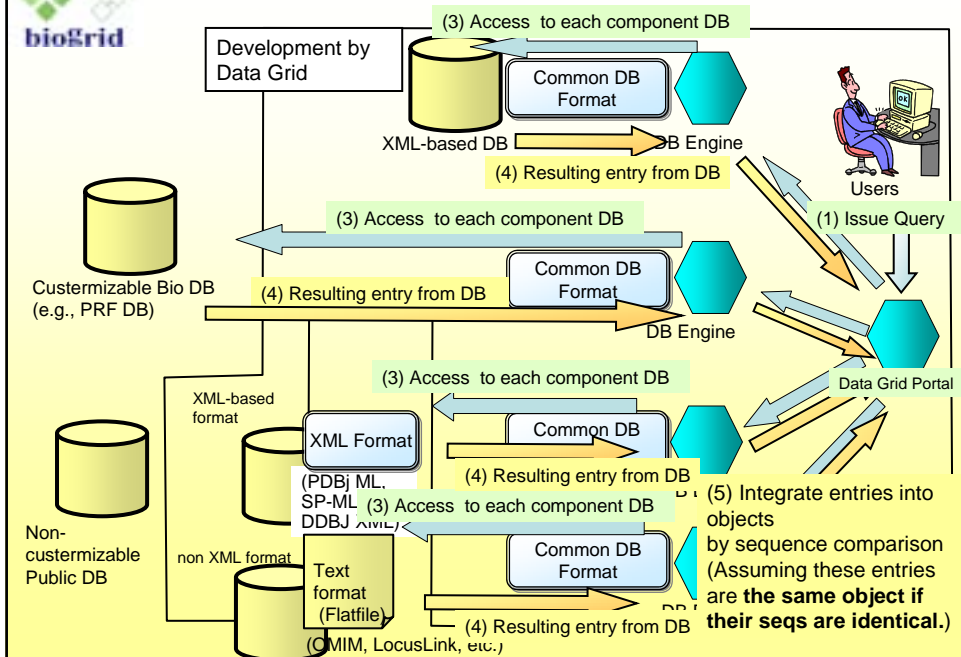 biogrid
Development by
Data Grid
(3) Access  to each component DB
Common DB
Format
XML-based DB
DB Engine
(4) Resulting entry from DB
OK
Users
(1) Issue Query
(3) Access  to each component DB
Common DB
Format
Custermizable Bio DB
(e.g., PRF DB)
(4) Resulting entry from DB
DB Engine
(3) Access  to each component DB
Data Grid Portal
XML-based
format
XML Format
Common DB
(4) Resulting entry from DB
(PDBj ML,
SP-ML
DDBJ XML)
(3) Access  to each component DB
Non-
custermizable
Public DB
non XML format
Text
format
(Flatfile)
Common DB
Format
(4) Resulting entry from DB
(OMIM, LocusLink, etc.)
(5) Integrate entries into
objects
by sequence comparison
(Assuming these entries
are the same object if
their seqs are identical.)